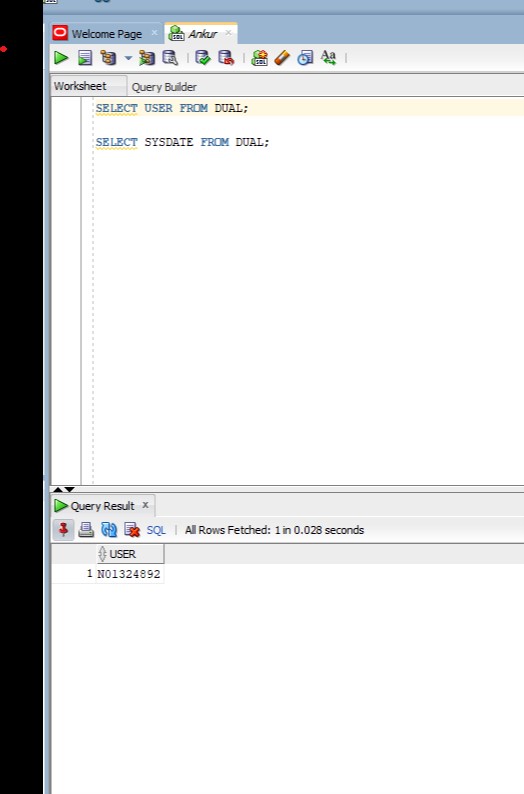 Welcome Page Ankur
Worksheet Query Builder
SELECT USER FROM DUAL;
SELECT SYSDATE FROM DUAL;
Query Result x
SQL | All Rows Fetched: 1 in 0.028 seconds
USER
1 N01324892